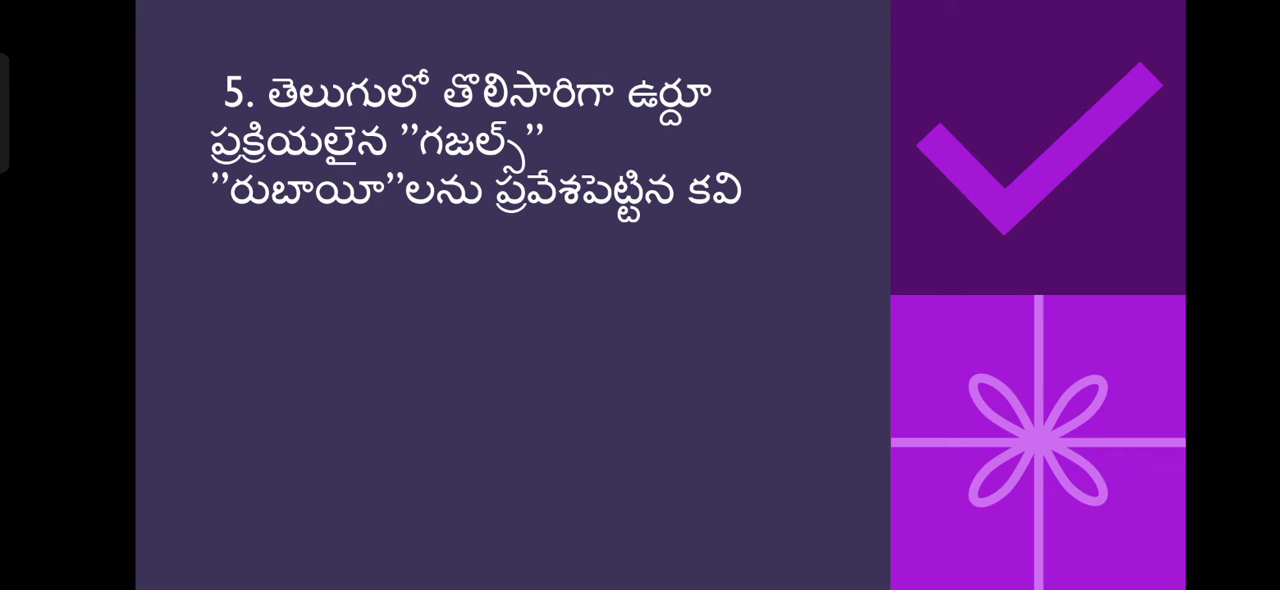 5. తెలుగులో తొలిసారిగా ఉర్దూ
ప్రక్రియలైన ”గజల్స్”
”రుబాయీ”లను ప్రవేశపెట్టిన కవి